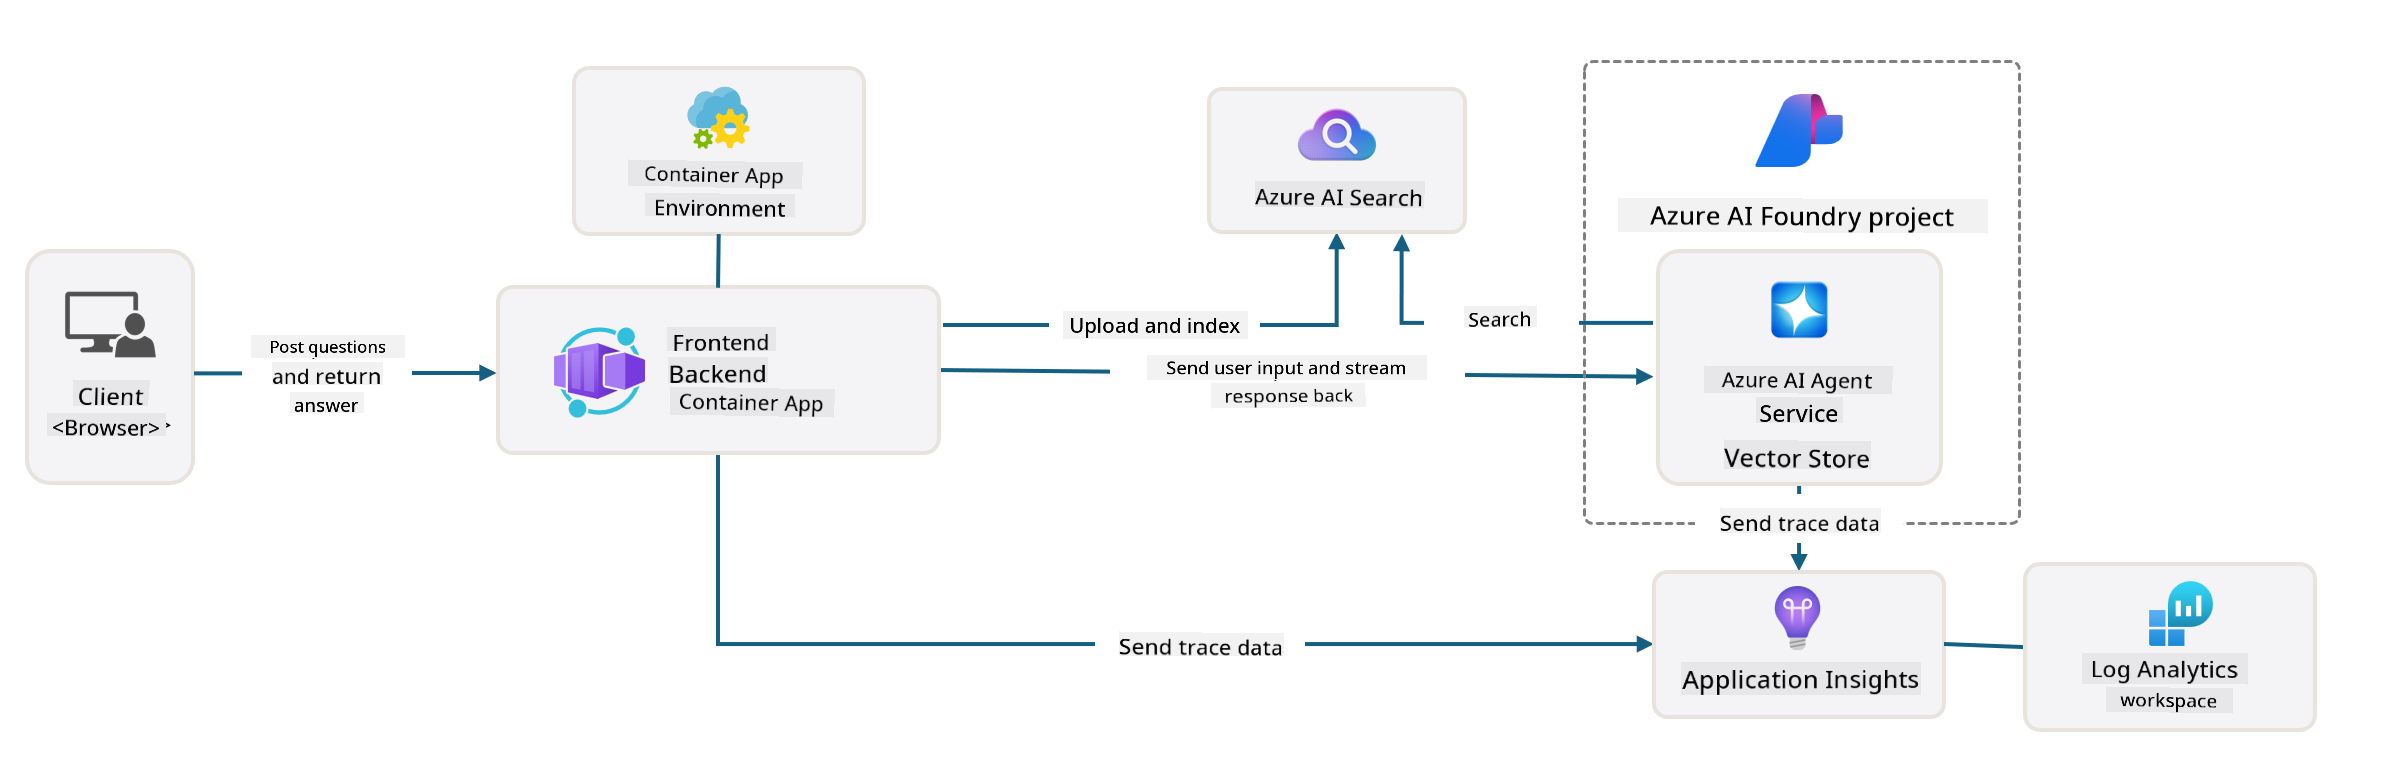 Container App
Environment
Azure AI Search
Azure AI Foundry project
Client
<Browser>
Post questions
and return
answer
Frontend
Backend
Container App
Upload and index
Search
Send user input and stream
response back
Azure AI Agent
Service
Vector Store
Send trace data
Send trace data
Application Insights
Log Analytics
workspace